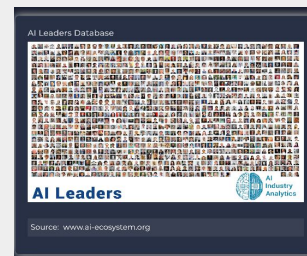 AI Leaders Database
AI Leaders
AI
Industry
Analytics
Source: www.ai-ecosystem.org